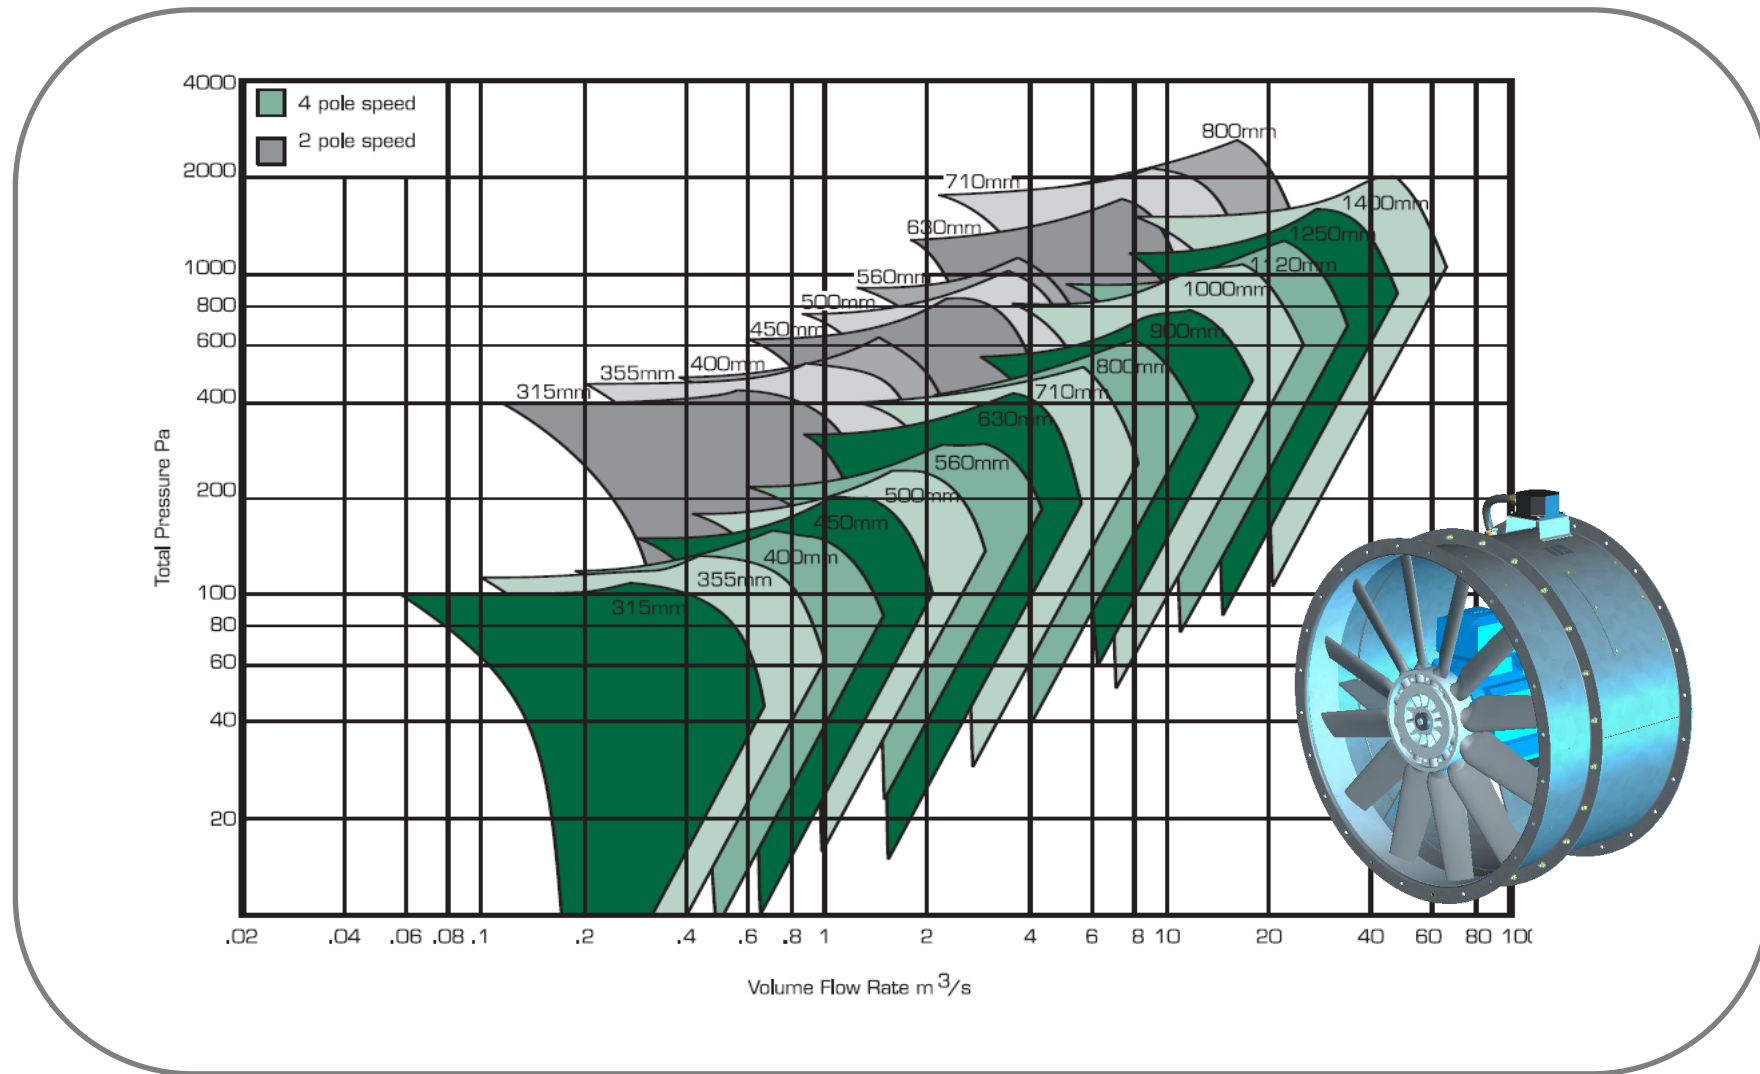 4 pole speed
2 pole speed
4000
2000
1000
800
600
400
200
100
80
60
40
20
Total Pressure Pa
800mm
710mm
630mm
560mm
500mm
450mm
400mm
355mm
315mm
1400mm
1250mm
1120mm
1000mm
900mm
800mm
710mm
630mm
560mm
500mm
450mm
400mm
355mm
315mm
.02 .04 .06 .08 .1 .2 .4 .6 .8 1 2 4 6 8 10 20 40 60 80 100
Volume Flow Rate m³/s